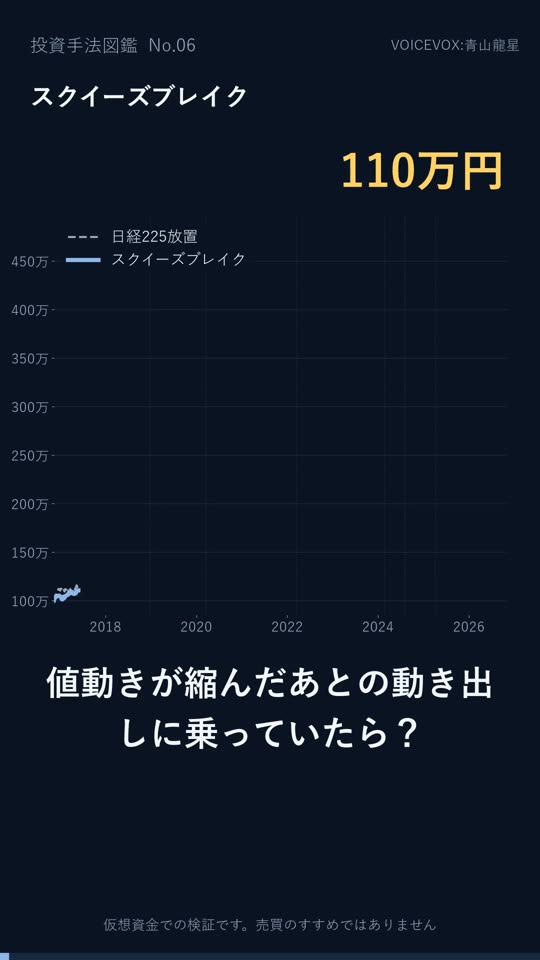 投資手法図鑑 No.06
VOICEVOX:青山龍星
スクイーズブレイク
110万円
日経225放置
スクイーズブレイク
450万
400万
350万
300万
250万
200万
150万
100万
2018 2020 2022 2024 2026
値動きが縮んだあとの動き出
しに乗っていたら？
仮想資金での検証です。売買のすすめではありません